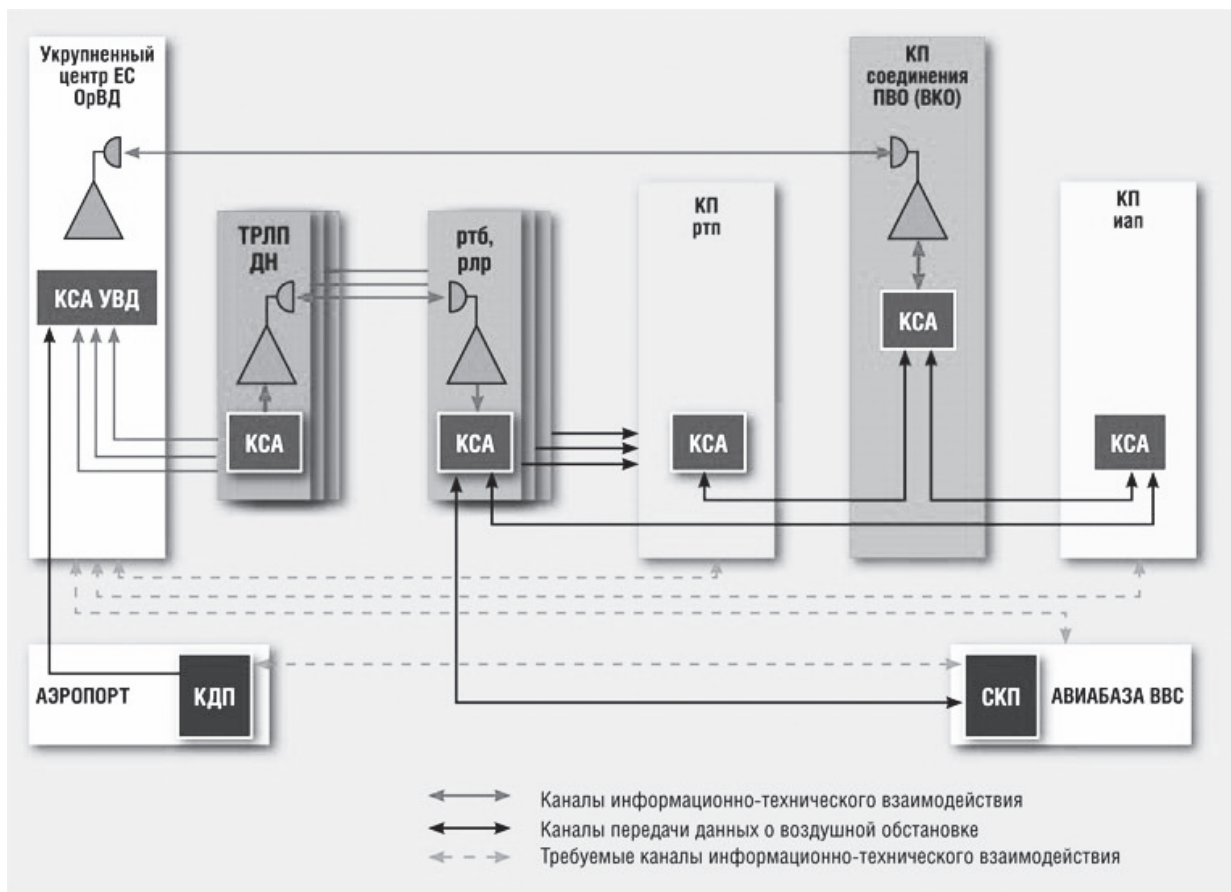 Укрупненный
центр ЕС
ОрВД
КСА УВД
ТРЛП
ДН
КСА
ртб,
рлр
КСА
КП
ртп
КСА
КП
соединения
ПВО (ВКО)
КСА
КП
иап
КСА
АЭРОПОРТ
КДП
СКП
АВИАБАЗА ВВС
Каналы информационно-технического взаимодействия
Каналы передачи данных о воздушной обстановке
Требуемые каналы информационно-технического взаимодействия